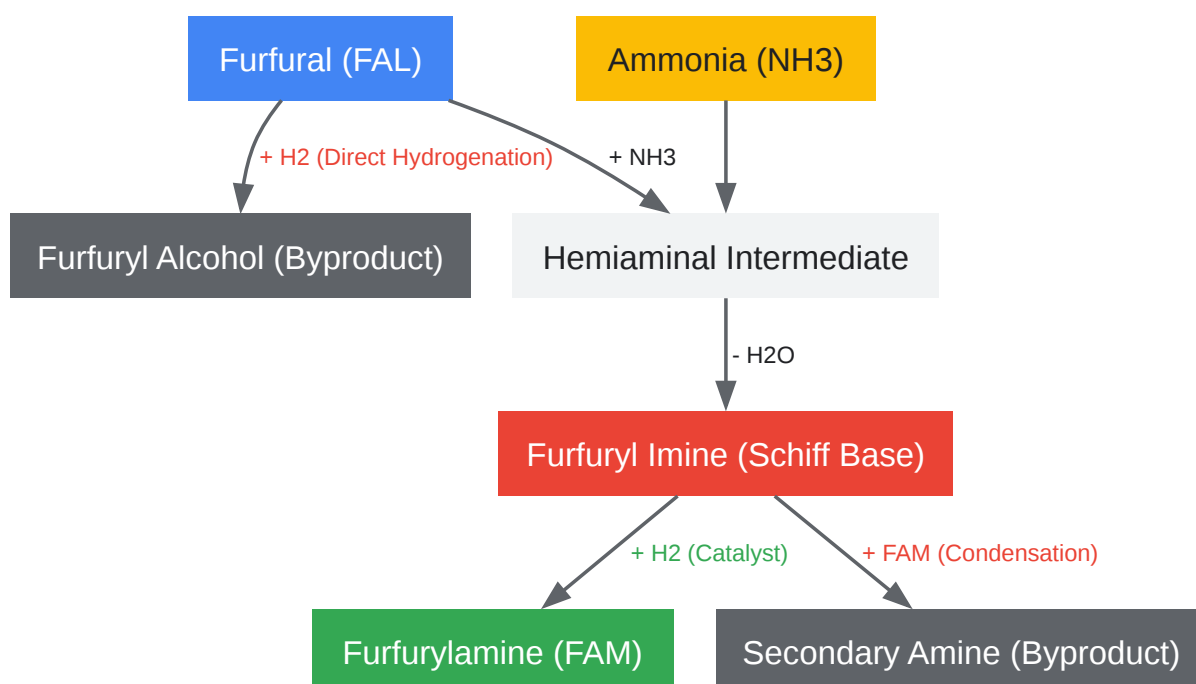 Furfural (FAL)
Ammonia (NH3)
+ H2 (Direct Hydrogenation)
+ NH3
Furfuryl Alcohol (Byproduct)
Hemiaminal Intermediate
- H2O
Furfuryl Imine (Schiff Base)
+ H2 (Catalyst)
+ FAM (Condensation)
Furfurylamine (FAM)
Secondary Amine (Byproduct)